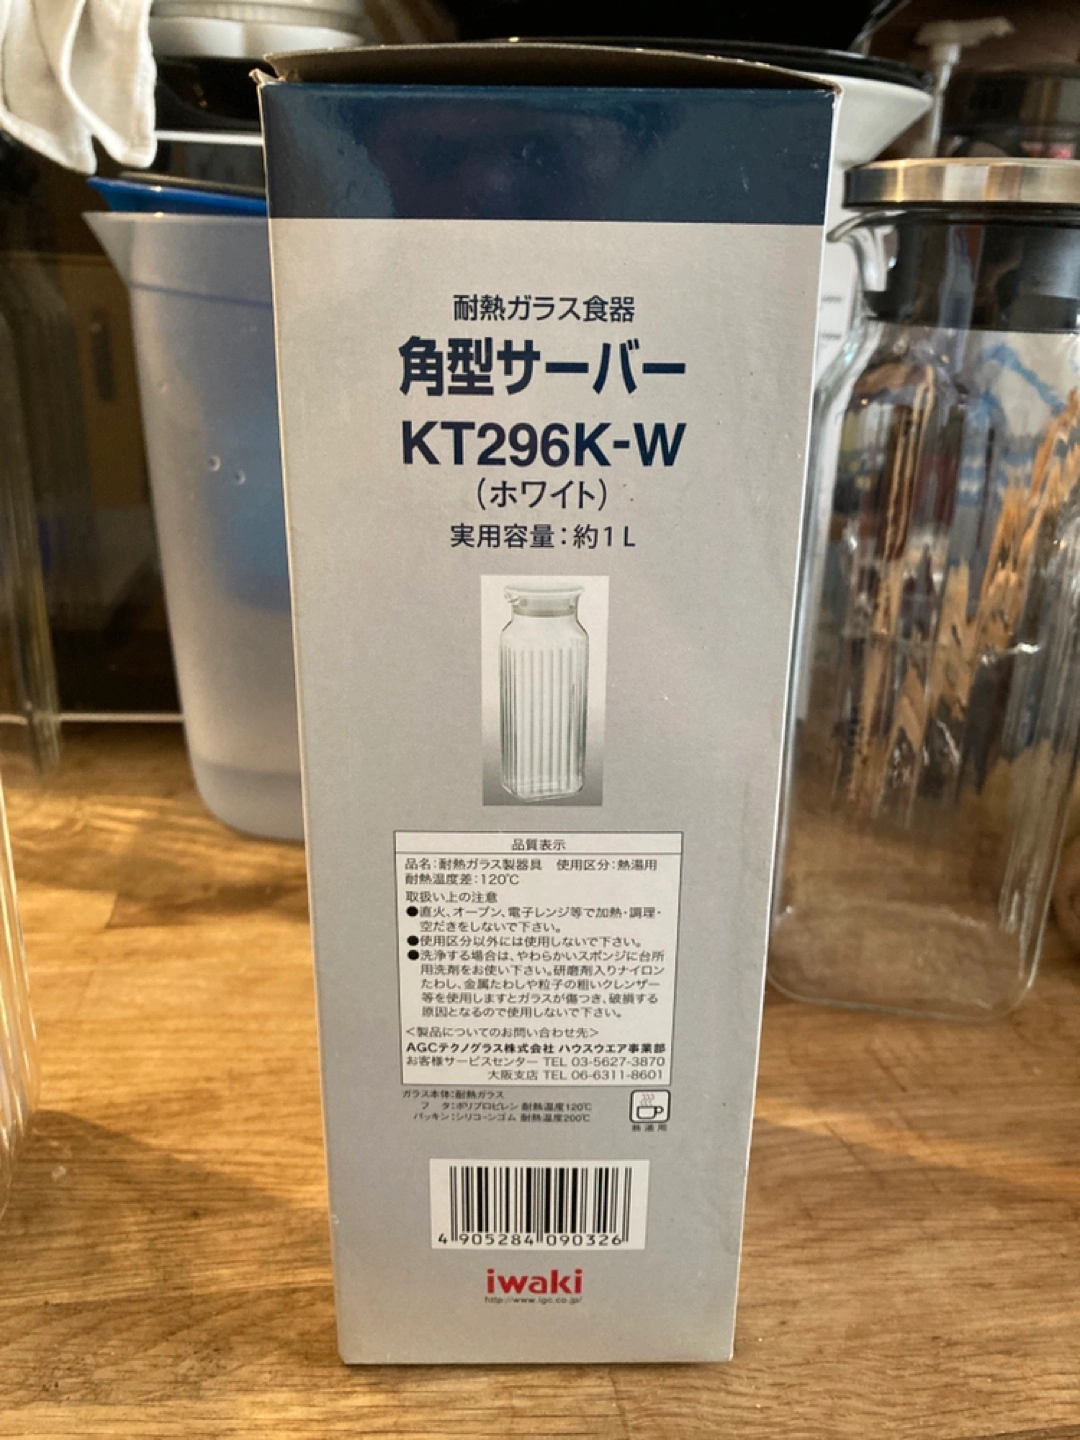 耐熱ガラス食器
角型サーバー
KT296K-W
(ホワイト)
実用容量:約1L
品質表示
品名:耐熱ガラス製器具 使用区分:熱湯用
耐熱温度差:120℃
取扱い上の注意
●直火、オーブン、電子レンジ等で加熱・調理・
空だきをしないで下さい。
●使用区分以外には使用しないで下さい。
●洗浄する場合は、やわらかいスポンジに台所
用洗剤をお使い下さい。研磨剤入りナイロン
たわし、金属たわしや粒子の粗いクレンザー
等を使用しますとガラスが傷つき、破損する
原因となるので使用しないで下さい。
<製品についてのお問い合わせ先>
AGCテクノグラス株式会社 ハウスウエア事業部
お客様サービスセンター TEL 03-5627-3870
大阪支店 TEL 06-6311-8601
ガラス本体:耐熱ガラス
フタ:ポリプロピレン 耐熱温度120℃
パッキン:シリコーンゴム 耐熱温度200℃
熱湯用
4 905284 090326
iwaki
http://www.igc.co.jp/